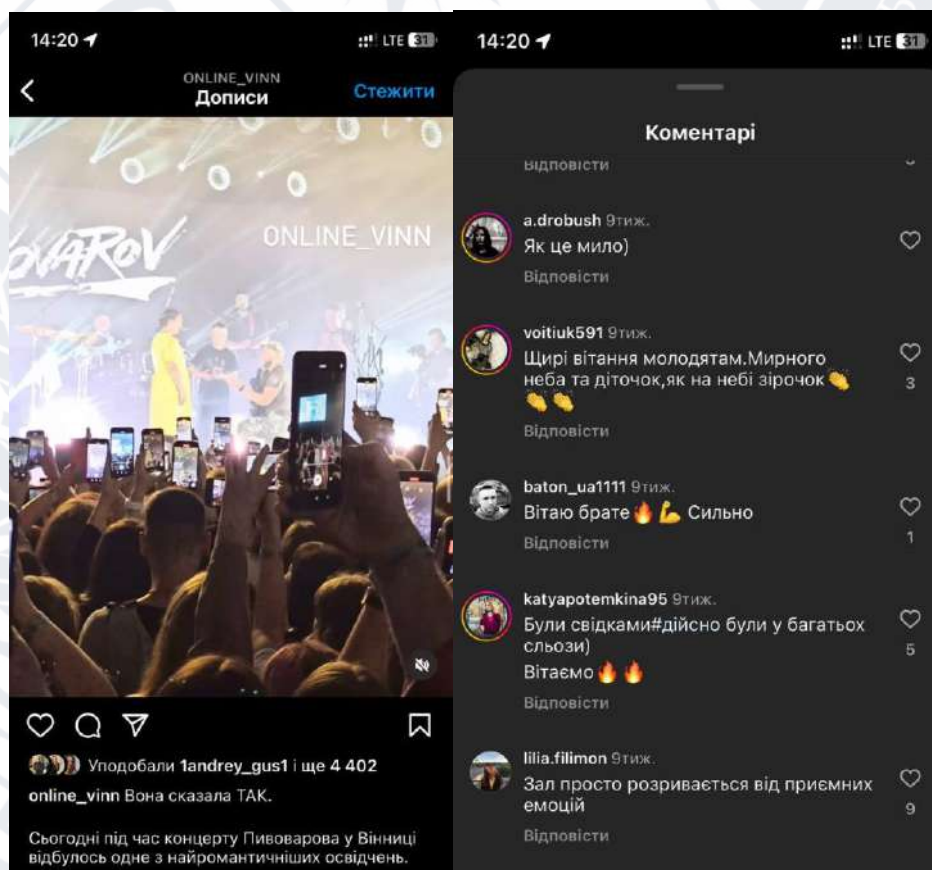 14:20
LTE 31
ONLINE_VINN
Дописи
Стежити
OVAROV
ONLINE_VINN
Уподобали 1andrey_gus1 і ще 4 402
online_vinn Вона сказала ТАК.
Сьогодні під час концерту Пивоварова у Вінниці
відбулось одне з найромантичніших освідчень.
14:20
LTE 31
Коментарі
Відповісти
a.drobush 9тиж.
Як це мило)
Відповісти
voitiuk591 9тиж.
Щирі вітання молодятам.Мирного
неба та діточок,як на небі зірочок👏
👏👏
3
Відповісти
baton_ua1111 9тиж.
Вітаю брате🔥💪 Сильно
1
Відповісти
katyapotemkina95 9тиж.
Були свідками#дійсно були у багатьох
сльози)
5
Вітаємо🔥🔥
Відповісти
lilia.filimon 9тиж.
Зал просто розривається від приємних
емоцій
9
Відповісти